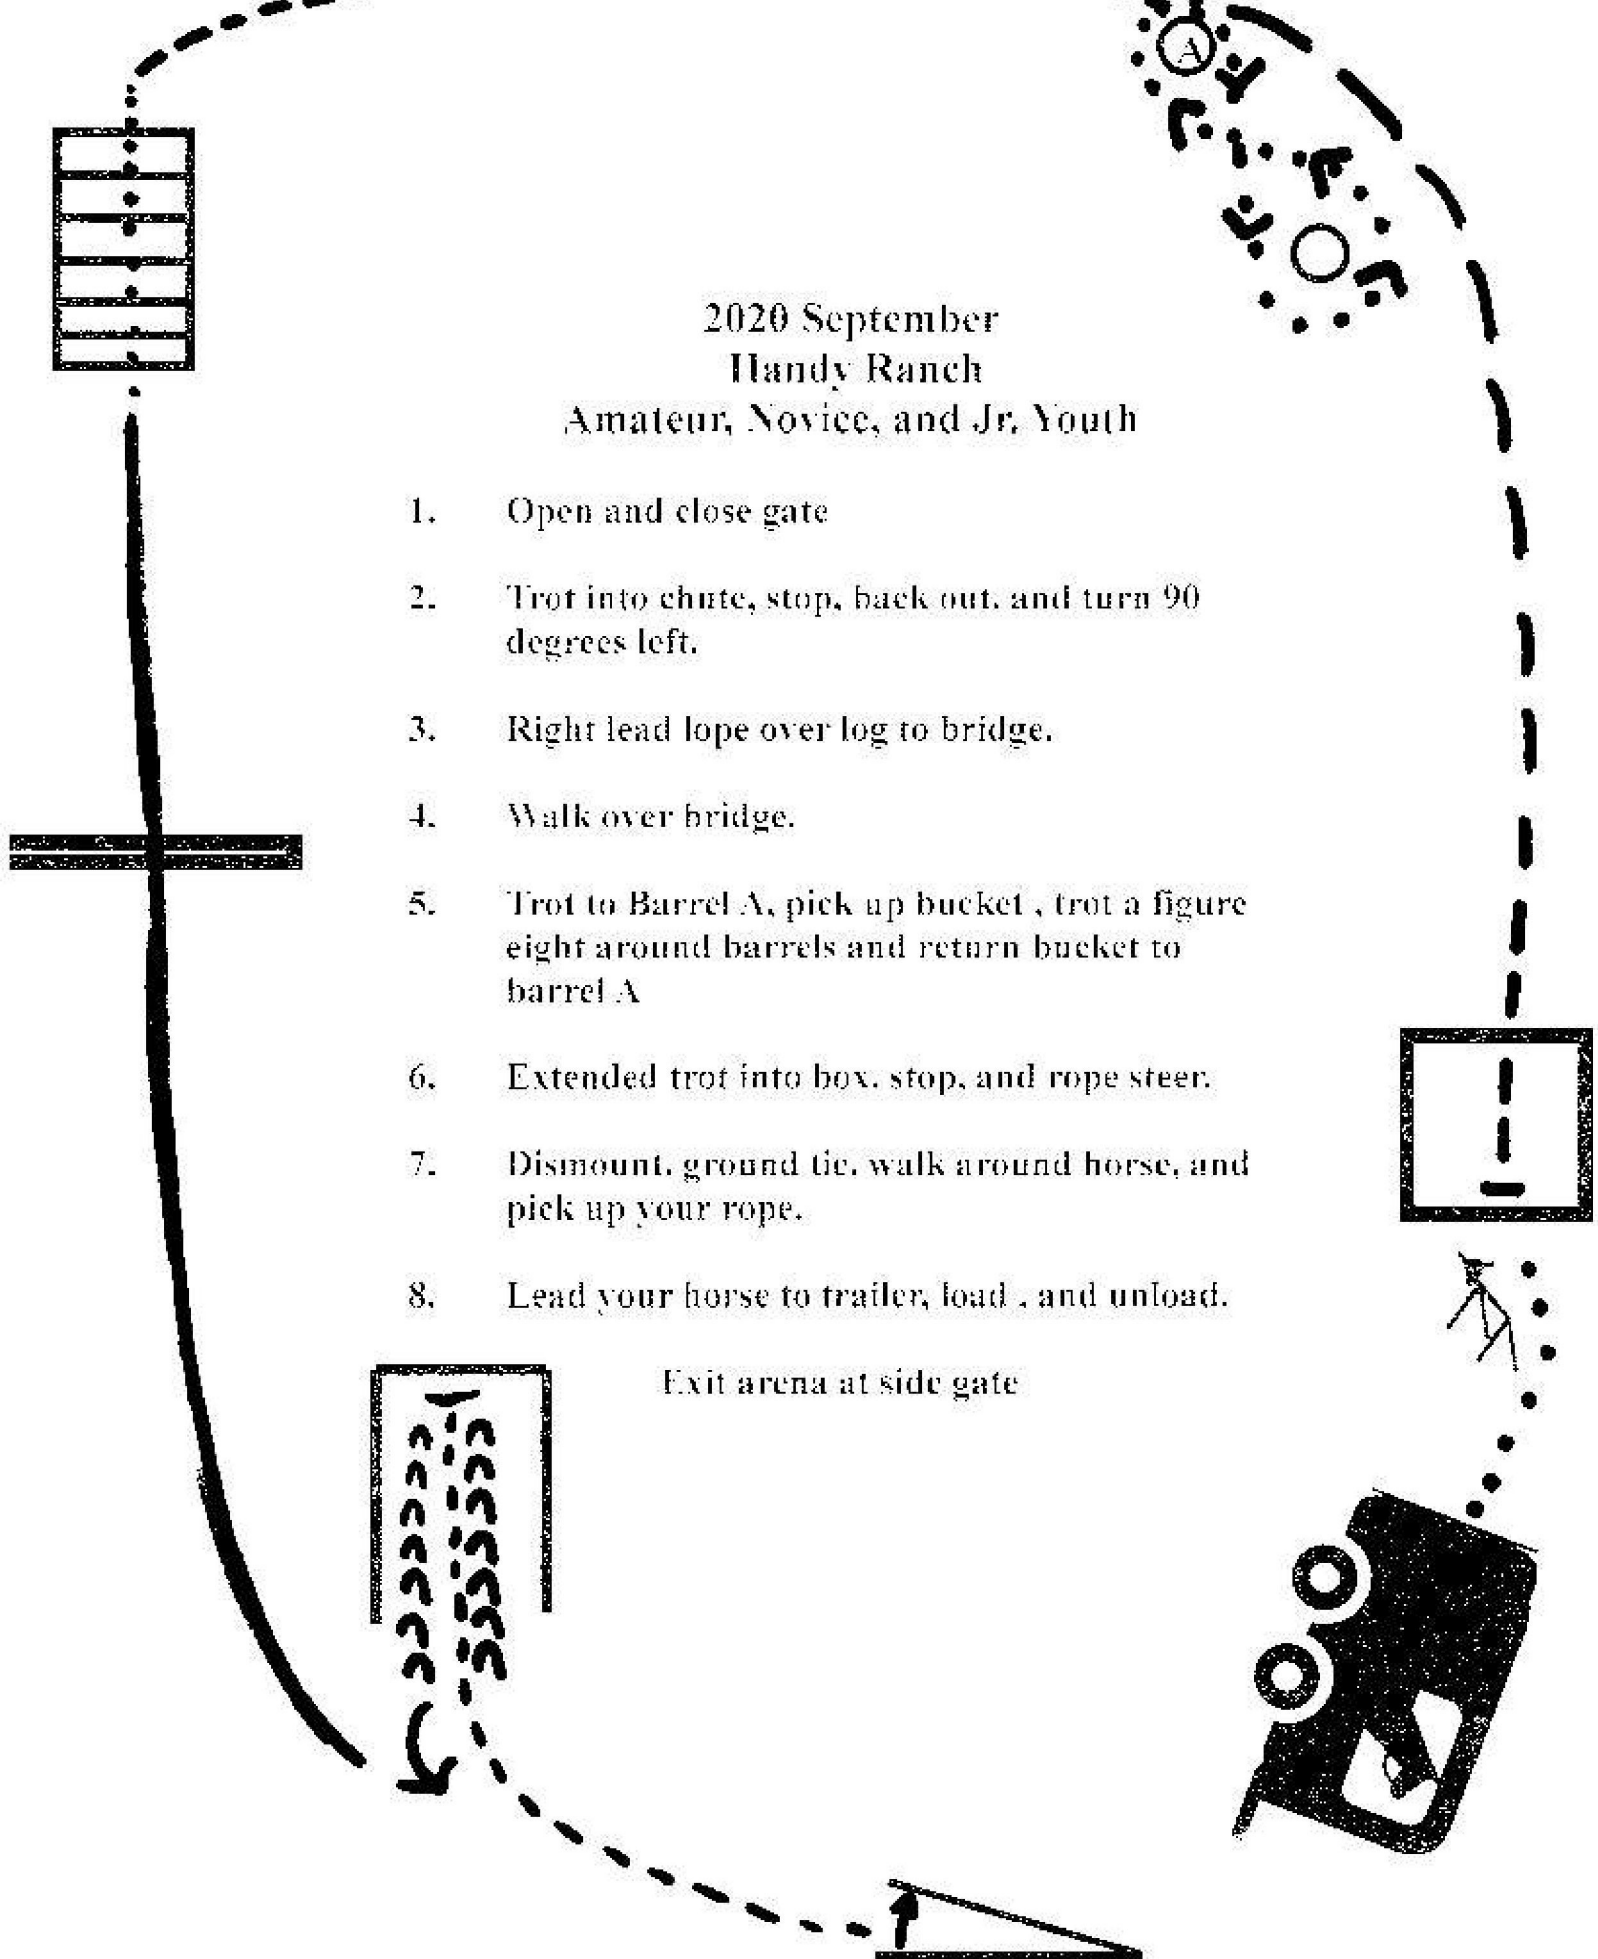 A
2020 September
Handy Ranch
Amateur, Novice, and Jr. Youth
1. Open and close gate
2. Trot into chute, stop, back out, and turn 90
degrees left.
3. Right lead lope over log to bridge.
4. Walk over bridge.
5. Trot to Barrel A, pick up bucket , trot a figure
eight around barrels and return bucket to
barrel A
6. Extended trot into box, stop, and rope steer.
7. Dismount, ground tie, walk around horse, and
pick up your rope.
8. Lead your horse to trailer, load , and unload.
Exit arena at side gate